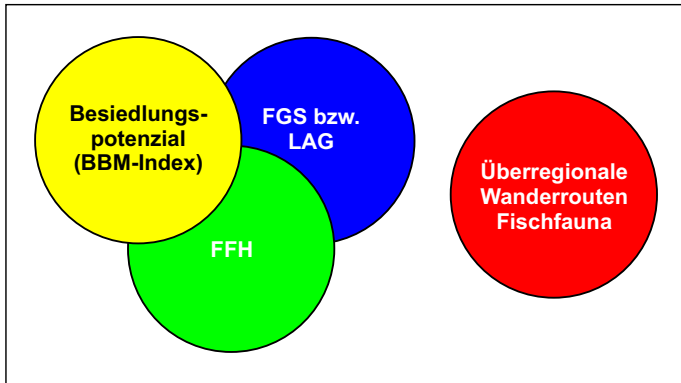 Besiedlungs-
potenzial
(BBM-Index)
FGS bzw.
LAG
FFH
Überregionale
Wanderrouten
Fischfauna